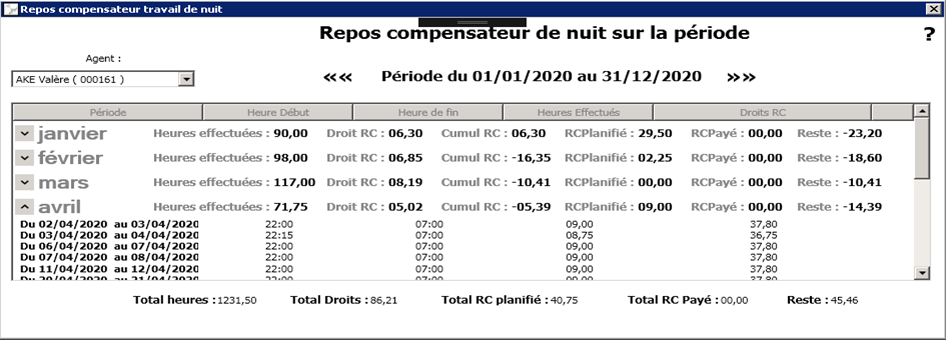 Repos compensateur travail de nuit
Repos compensateur de nuit sur la période
?
Agent :
AKE Valère ( 000161 )
«« Période du 01/01/2020 au 31/12/2020 »»
Période Heure Début Heure de fin Heures Effectués Droits RC
janvier Heures effectuées : 90,00 Droit RC : 06,30 Cumul RC : 06,30 RCPlanifié : 29,50 RCPayé : 00,00 Reste : -23,20
février Heures effectuées : 98,00 Droit RC : 06,85 Cumul RC : -16,35 RCPlanifié : 02,25 RCPayé : 00,00 Reste : -18,60
mars Heures effectuées : 117,00 Droit RC : 08,19 Cumul RC : -10,41 RCPlanifié : 00,00 RCPayé : 00,00 Reste : -10,41
avril Heures effectuées : 71,75 Droit RC : 05,02 Cumul RC : -05,39 RCPlanifié : 09,00 RCPayé : 00,00 Reste : -14,39
Du 02/04/2020 au 03/04/2020 22:00 07:00 09,00 37,80
Du 03/04/2020 au 04/04/2020 22:15 07:00 08,75 36,75
Du 06/04/2020 au 07/04/2020 22:00 07:00 09,00 37,80
Du 07/04/2020 au 08/04/2020 22:00 07:00 09,00 37,80
Du 11/04/2020 au 12/04/2020 22:00 07:00 09,00 37,80
Du 20/04/2020 au 21/04/2020 22:00 07:00 09,00 37,80
Total heures : 1231,50 Total Droits : 86,21 Total RC planifié : 40,75 Total RC Payé : 00,00 Reste : 45,46